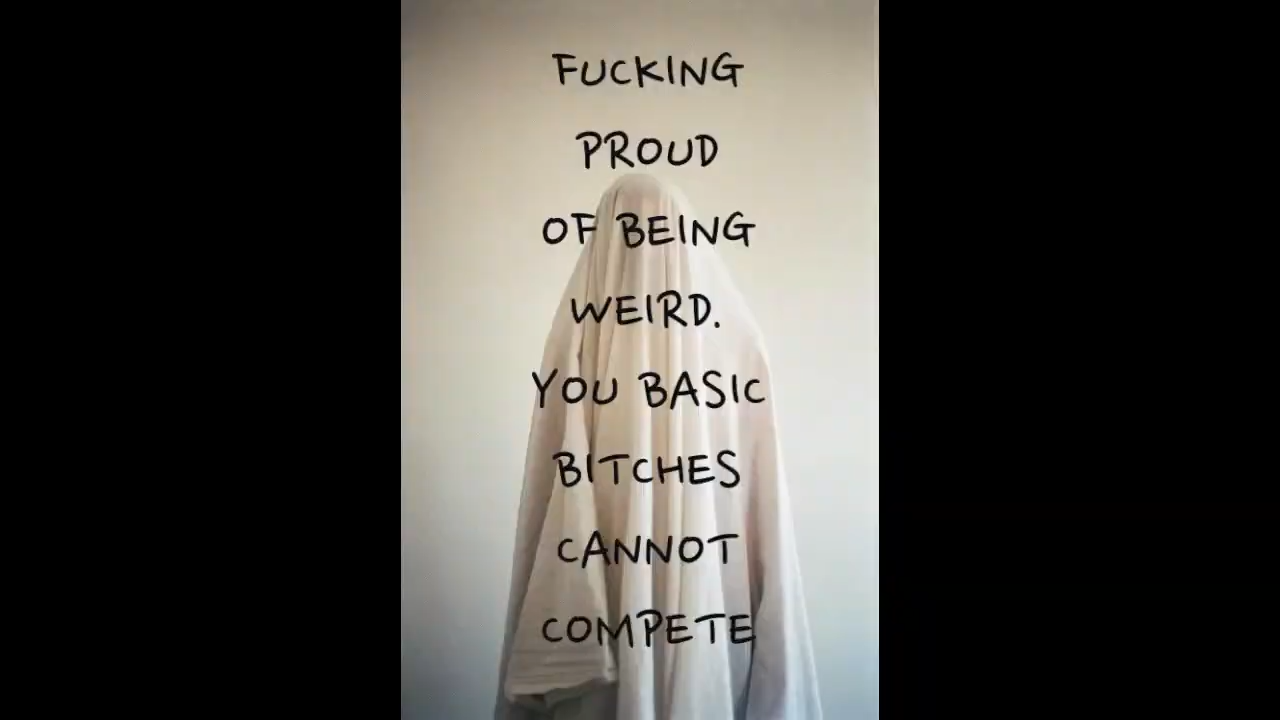 FUCKING
PROUD
OF BEING
WEIRD.
YOU BASIC
BITCHES
CANNOT
COMPETE